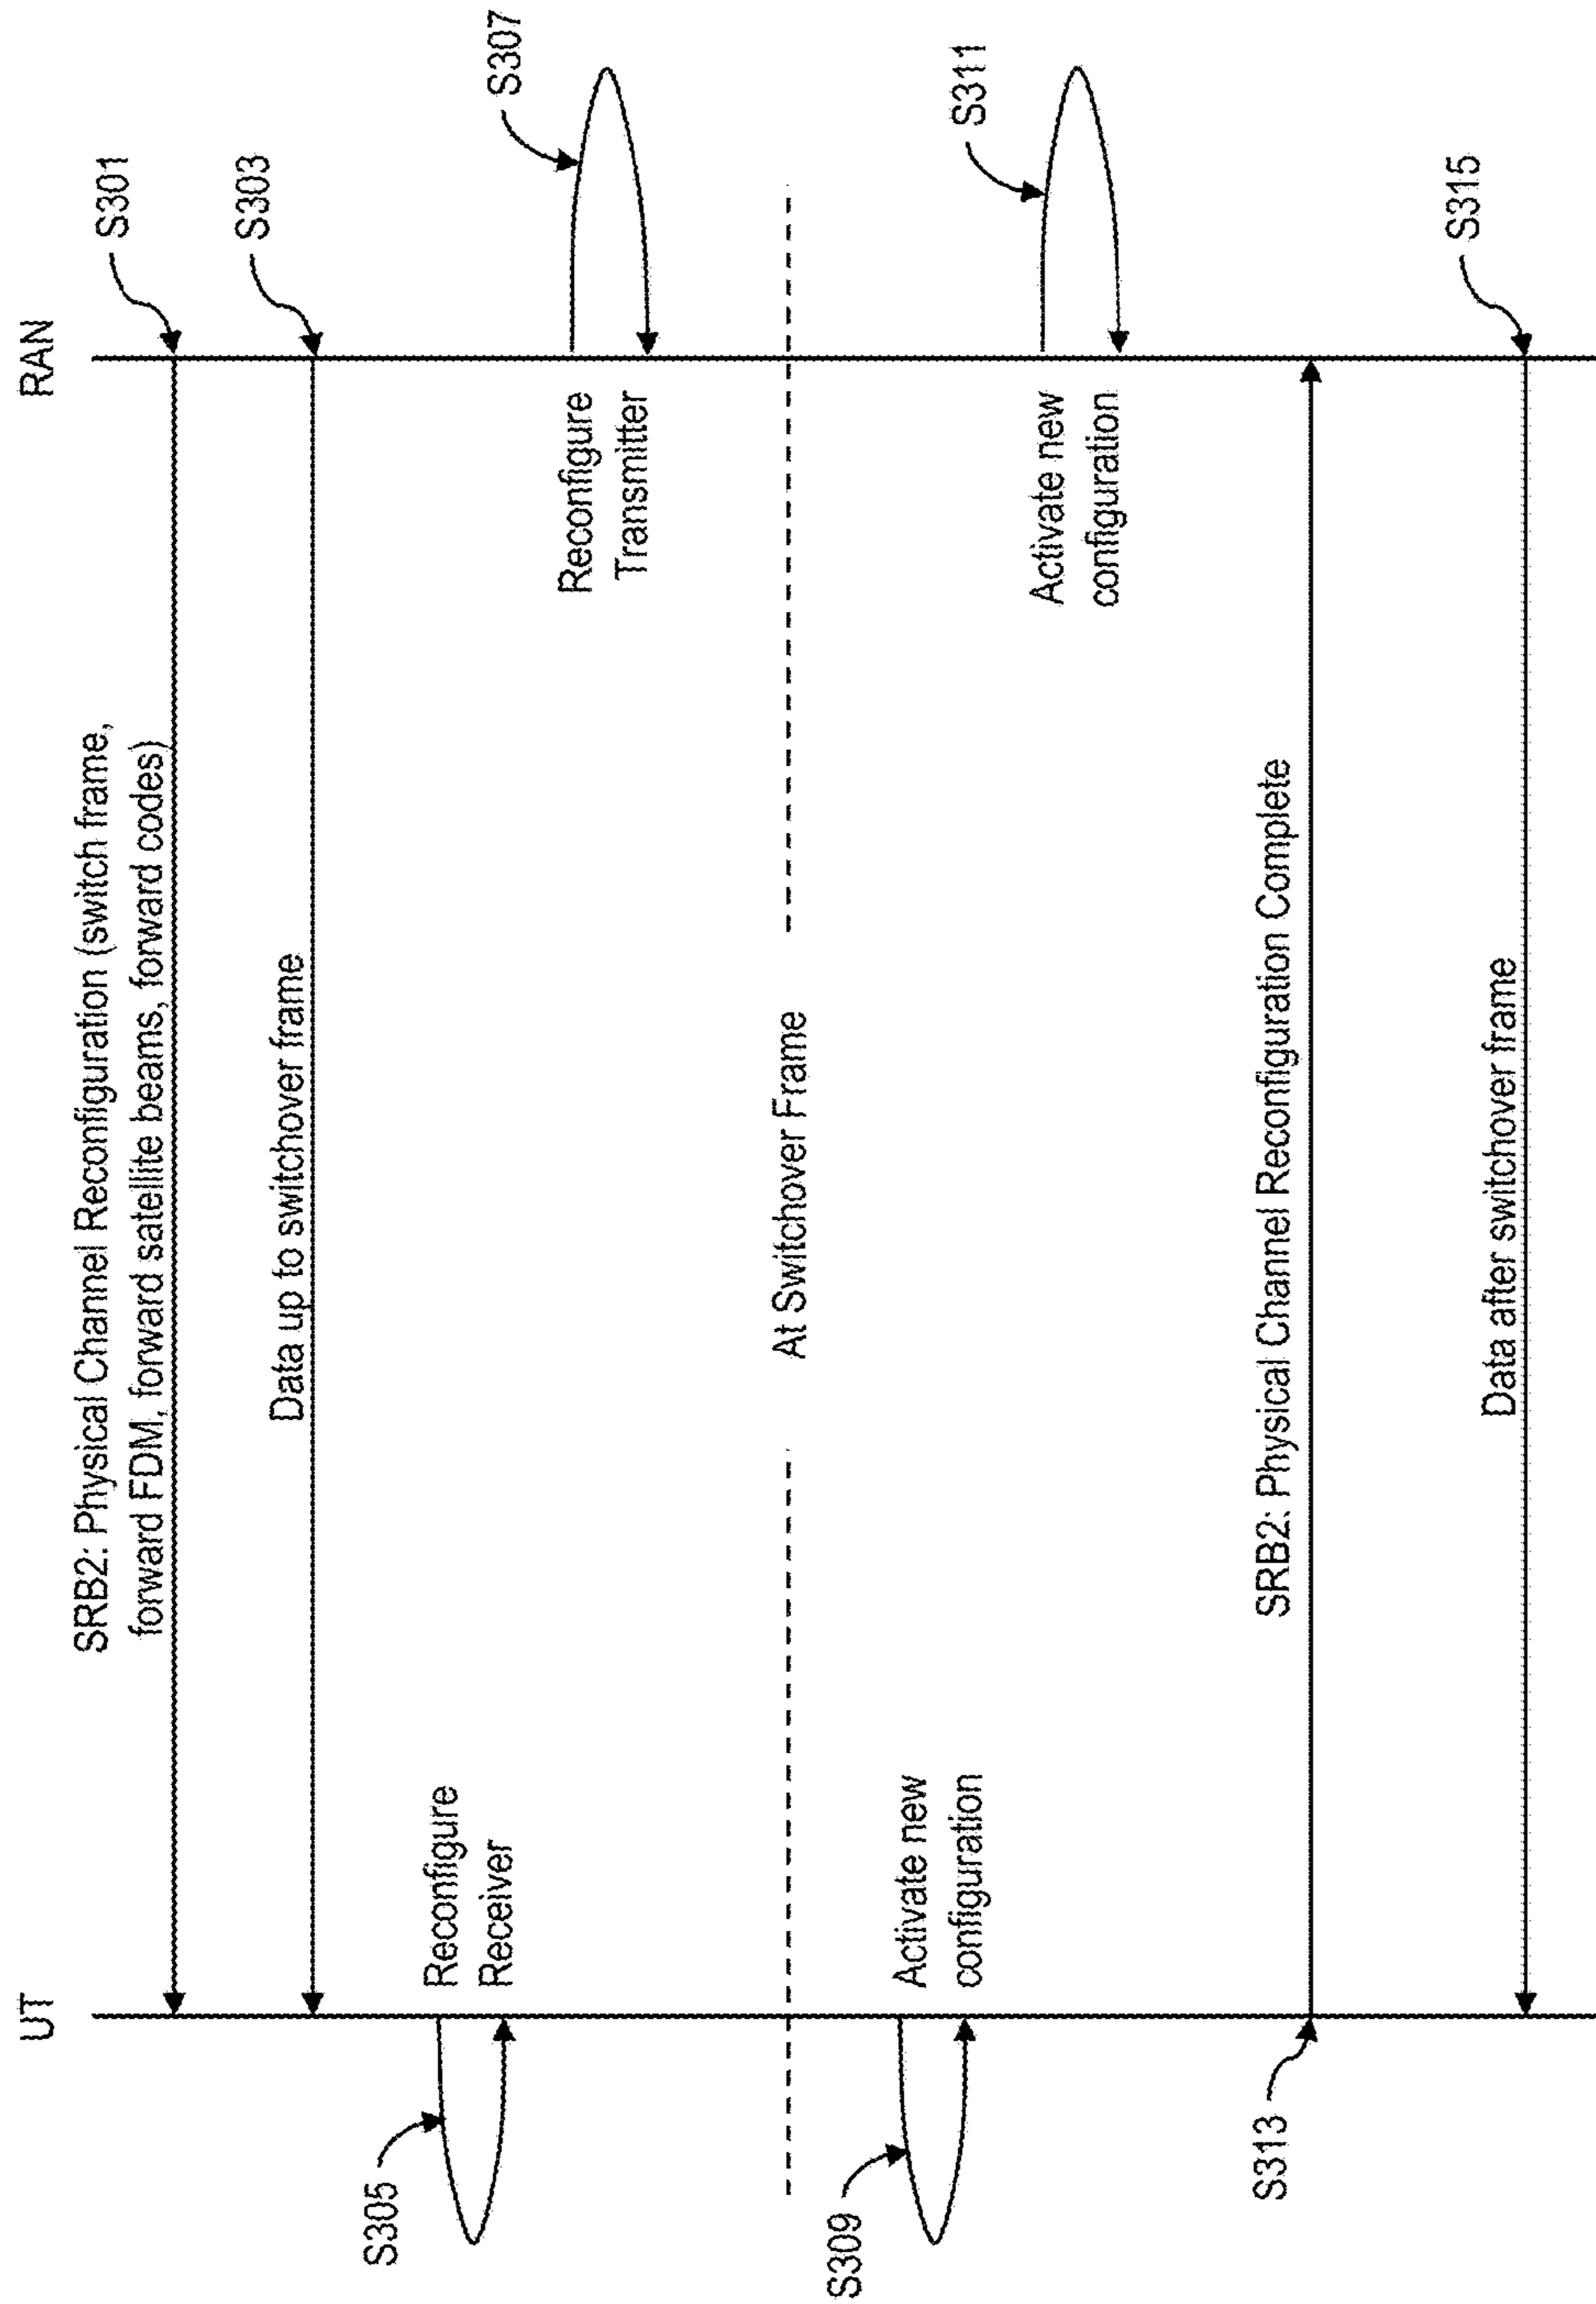 UT
RAN
SRB2: Physical Channel Reconfiguration (switch frame,
forward FDM, forward satellite beams, forward codes)
S301
Data up to switchover frame
S303
S305
Reconfigure
Receiver
Reconfigure
Transmitter
S307
At Switchover Frame
S309
Activate new
configuration
Activate new
configuration
S311
S313
SRB2: Physical Channel Reconfiguration Complete
Data after switchover frame
S315